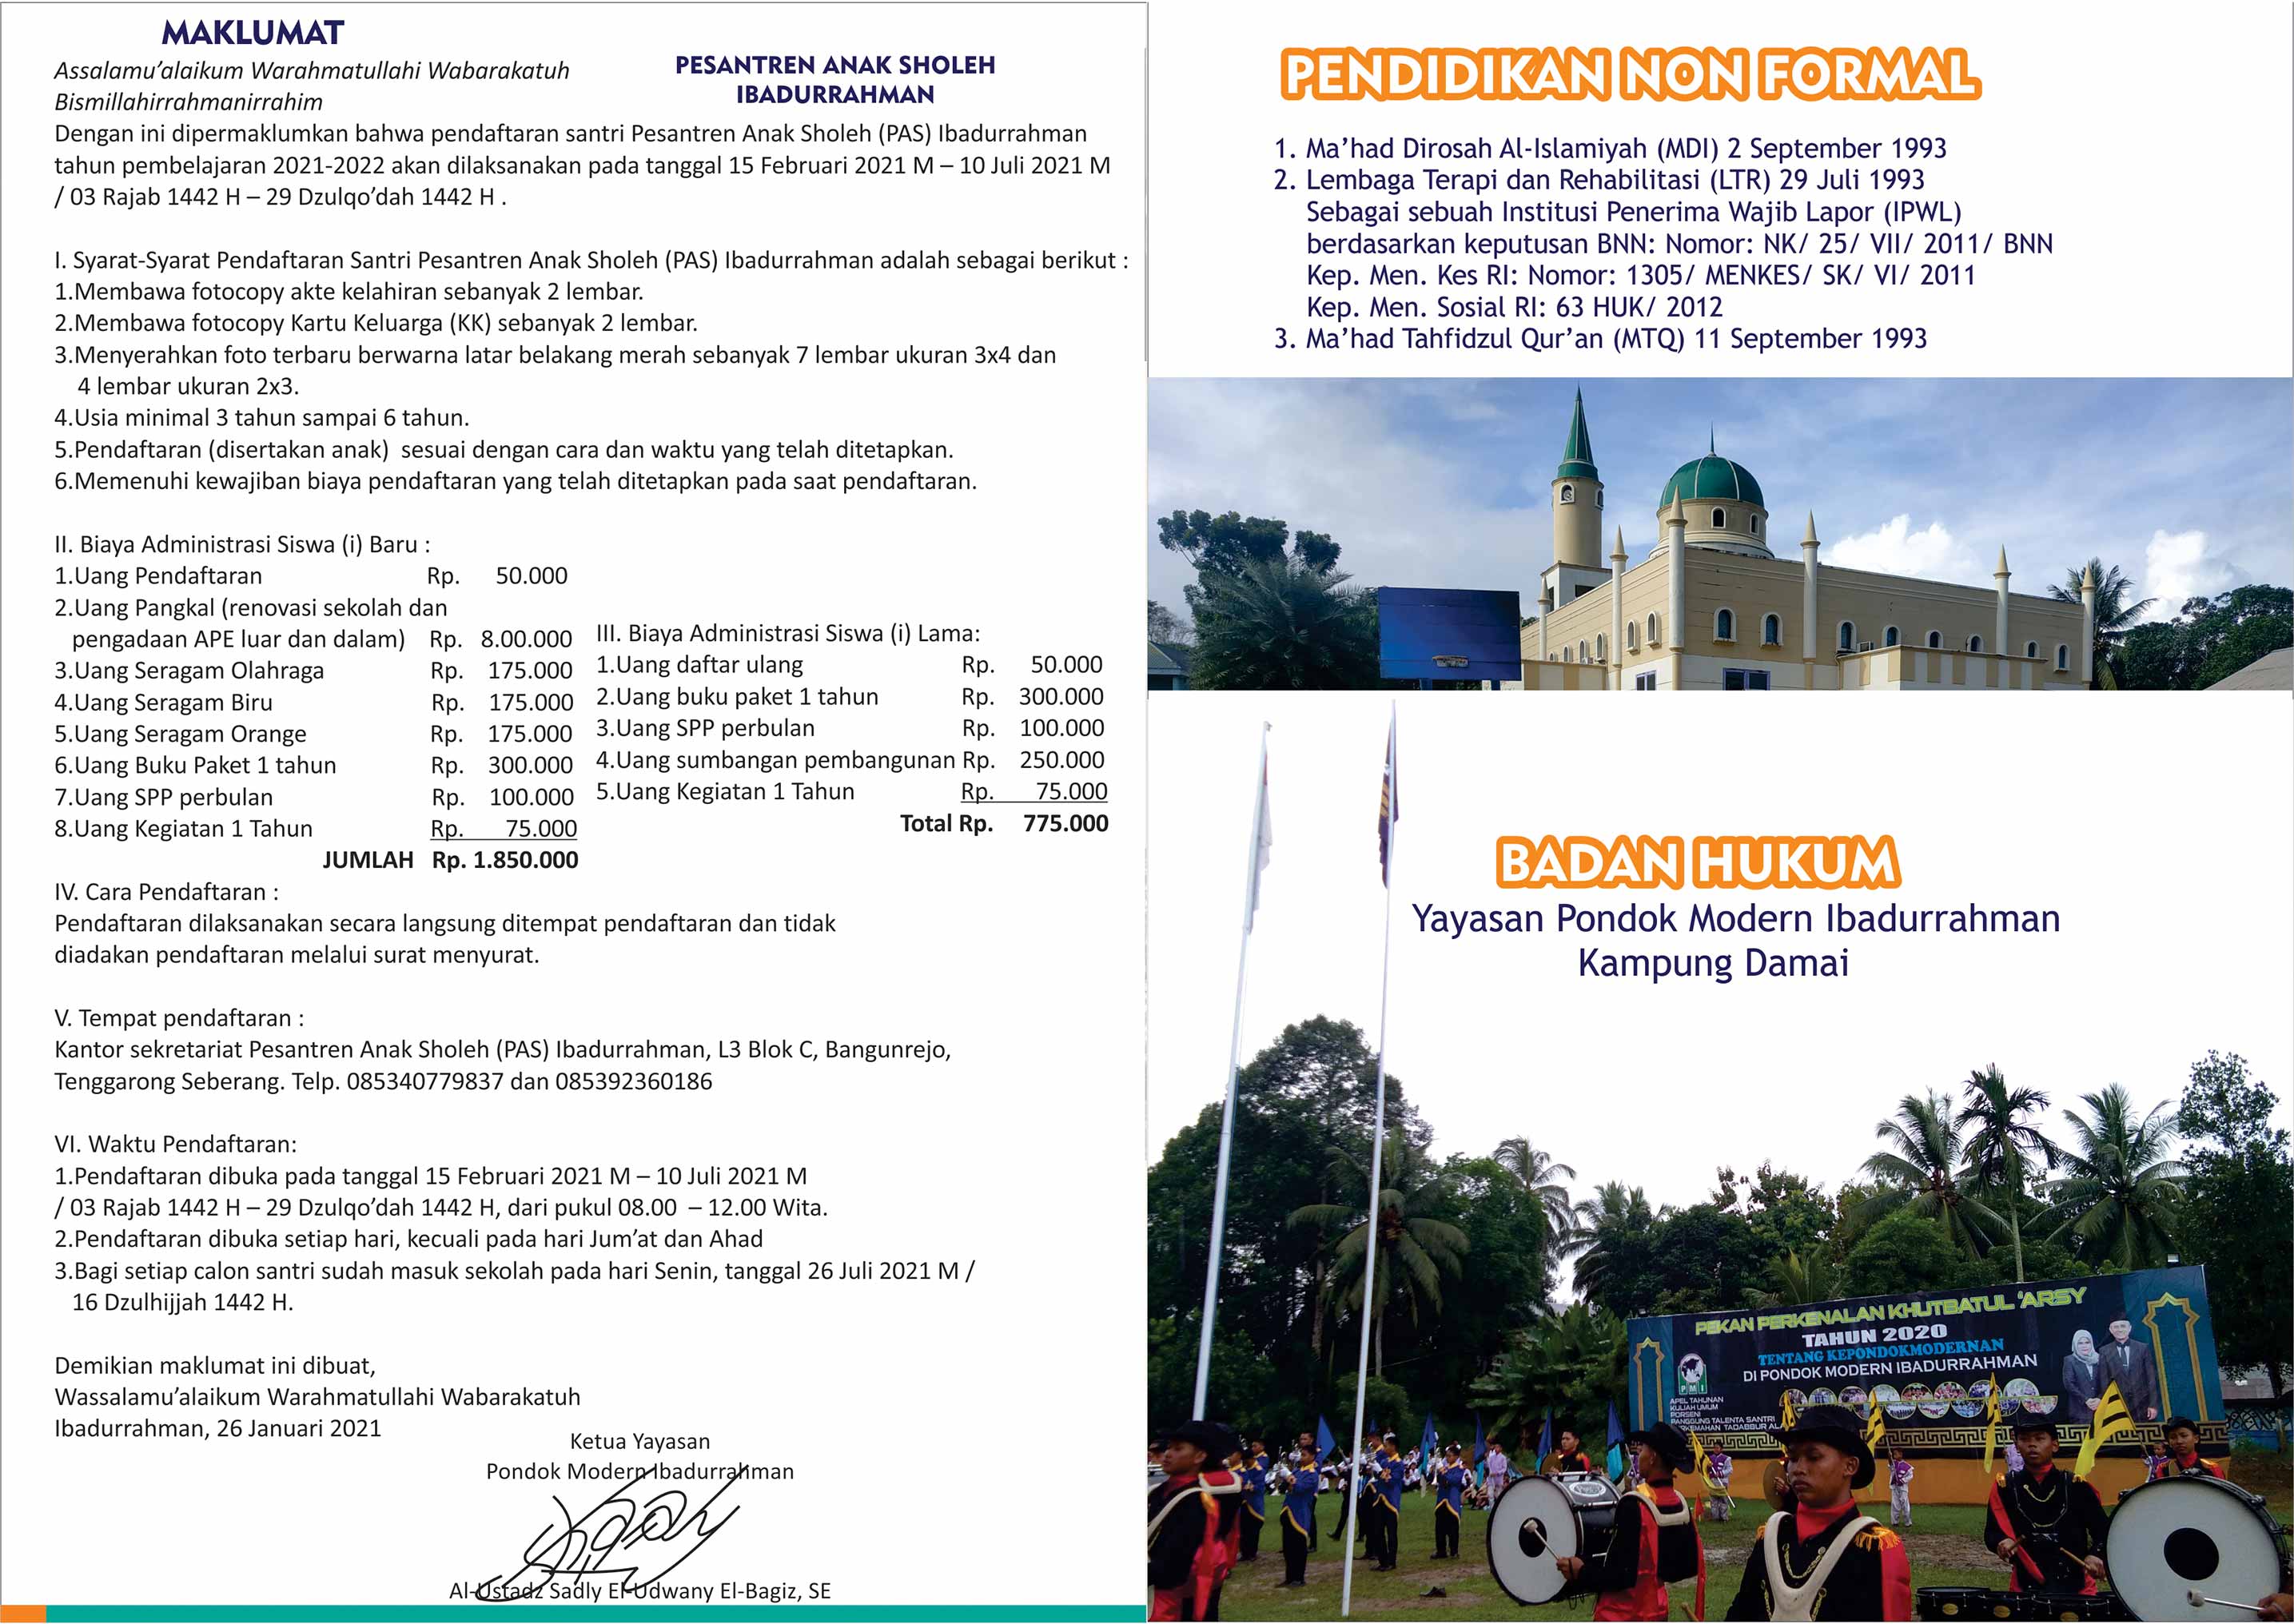 MAKLUMAT
Assalamu’alaikum Warahmatullahi Wabarakatuh
Bismillahirrahmanirrahim
PESANTREN ANAK SHOLEH
IBADURRAHMAN
Dengan ini dipermaklumkan bahwa pendaftaran santri Pesantren Anak Sholeh (PAS) Ibadurrahman
tahun pembelajaran 2021-2022 akan dilaksanakan pada tanggal 15 Februari 2021 M – 10 Juli 2021 M
/ 03 Rajab 1442 H – 29 Dzulqo’dah 1442 H .
I. Syarat-Syarat Pendaftaran Santri Pesantren Anak Sholeh (PAS) Ibadurrahman adalah sebagai berikut :
1.Membawa fotocopy akte kelahiran sebanyak 2 lembar.
2.Membawa fotocopy Kartu Keluarga (KK) sebanyak 2 lembar.
3.Menyerahkan foto terbaru berwarna latar belakang merah sebanyak 7 lembar ukuran 3x4 dan
4 lembar ukuran 2x3.
4.Usia minimal 3 tahun sampai 6 tahun.
5.Pendaftaran (disertakan anak)  sesuai dengan cara dan waktu yang telah ditetapkan.
6.Memenuhi kewajiban biaya pendaftaran yang telah ditetapkan pada saat pendaftaran.
II. Biaya Administrasi Siswa (i) Baru :
1.Uang Pendaftaran Rp. 50.000
2.Uang Pangkal (renovasi sekolah dan
pengadaan APE luar dan dalam) Rp. 8.00.000
3.Uang Seragam Olahraga Rp. 175.000
4.Uang Seragam Biru Rp. 175.000
5.Uang Seragam Orange Rp. 175.000
6.Uang Buku Paket 1 tahun Rp. 300.000
7.Uang SPP perbulan Rp. 100.000
8.Uang Kegiatan 1 Tahun Rp. 75.000
JUMLAH Rp. 1.850.000
III. Biaya Administrasi Siswa (i) Lama:
1.Uang daftar ulang Rp. 50.000
2.Uang buku paket 1 tahun Rp. 300.000
3.Uang SPP perbulan Rp. 100.000
4.Uang sumbangan pembangunan Rp. 250.000
5.Uang Kegiatan 1 Tahun Rp. 75.000
Total Rp. 775.000
IV. Cara Pendaftaran :
Pendaftaran dilaksanakan secara langsung ditempat pendaftaran dan tidak
diadakan pendaftaran melalui surat menyurat.
V. Tempat pendaftaran :
Kantor sekretariat Pesantren Anak Sholeh (PAS) Ibadurrahman, L3 Blok C, Bangunrejo,
Tenggarong Seberang. Telp. 085340779837 dan 085392360186
VI. Waktu Pendaftaran:
1.Pendaftaran dibuka pada tanggal 15 Februari 2021 M – 10 Juli 2021 M
/ 03 Rajab 1442 H – 29 Dzulqo’dah 1442 H, dari pukul 08.00  – 12.00 Wita.
2.Pendaftaran dibuka setiap hari, kecuali pada hari Jum’at dan Ahad
3.Bagi setiap calon santri sudah masuk sekolah pada hari Senin, tanggal 26 Juli 2021 M /
16 Dzulhijjah 1442 H.
Demikian maklumat ini dibuat,
Wassalamu’alaikum Warahmatullahi Wabarakatuh
Ibadurrahman, 26 Januari 2021
Ketua Yayasan
Pondok Modern Ibadurrahman
Al-Ustadz Sadly El-Udwany El-Bagiz, SE
PENDIDIKAN NON FORMAL
1. Ma’had Dirosah Al-Islamiyah (MDI) 2 September 1993
2. Lembaga Terapi dan Rehabilitasi (LTR) 29 Juli 1993
Sebagai sebuah Institusi Penerima Wajib Lapor (IPWL)
berdasarkan keputusan BNN: Nomor: NK/ 25/ VII/ 2011/ BNN
Kep. Men. Kes RI: Nomor: 1305/ MENKES/ SK/ VI/ 2011
Kep. Men. Sosial RI: 63 HUK/ 2012
3. Ma’had Tahfidzul Qur’an (MTQ) 11 September 1993
BADAN HUKUM
Yayasan Pondok Modern Ibadurrahman
Kampung Damai
PEKAN PERKENALAN KHUTBATUL ‘ARSY
TAHUN 2020
TENTANG KEPONDOKMODERNAN
DI PONDOK MODERN IBADURRAHMAN
PMI
APEL TAHUNAN
KULIAH UMUM
PORSENI
PANGGUNG TALENTA SANTRI
TADABBUR